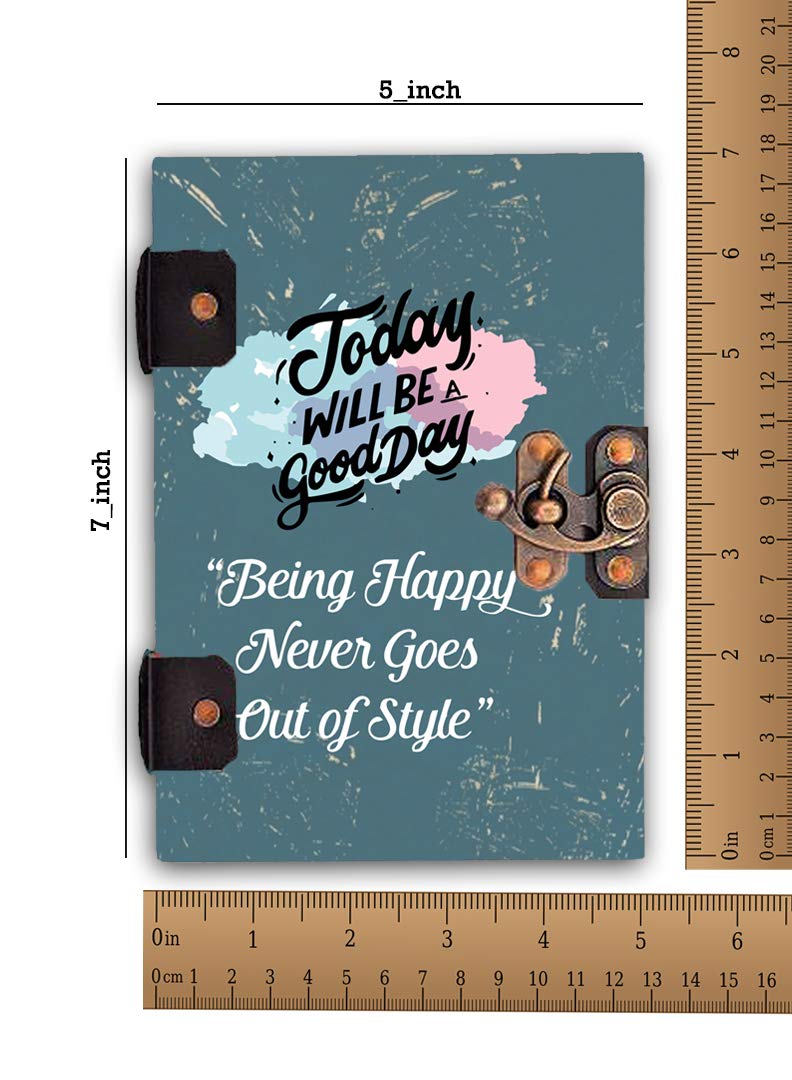 5_inch
7_inch
Today
WILL BE A
Good Day
“Being Happy
Never Goes
Out of Style”
8
7
6
5
4
3
2
1
0in
21
20
19
18
17
16
15
14
13
12
11
10
9
8
7
6
5
4
3
2
1
0cm
0in 1 2 3 4 5 6
0cm 1 2 3 4 5 6 7 8 9 10 11 12 13 14 15 16